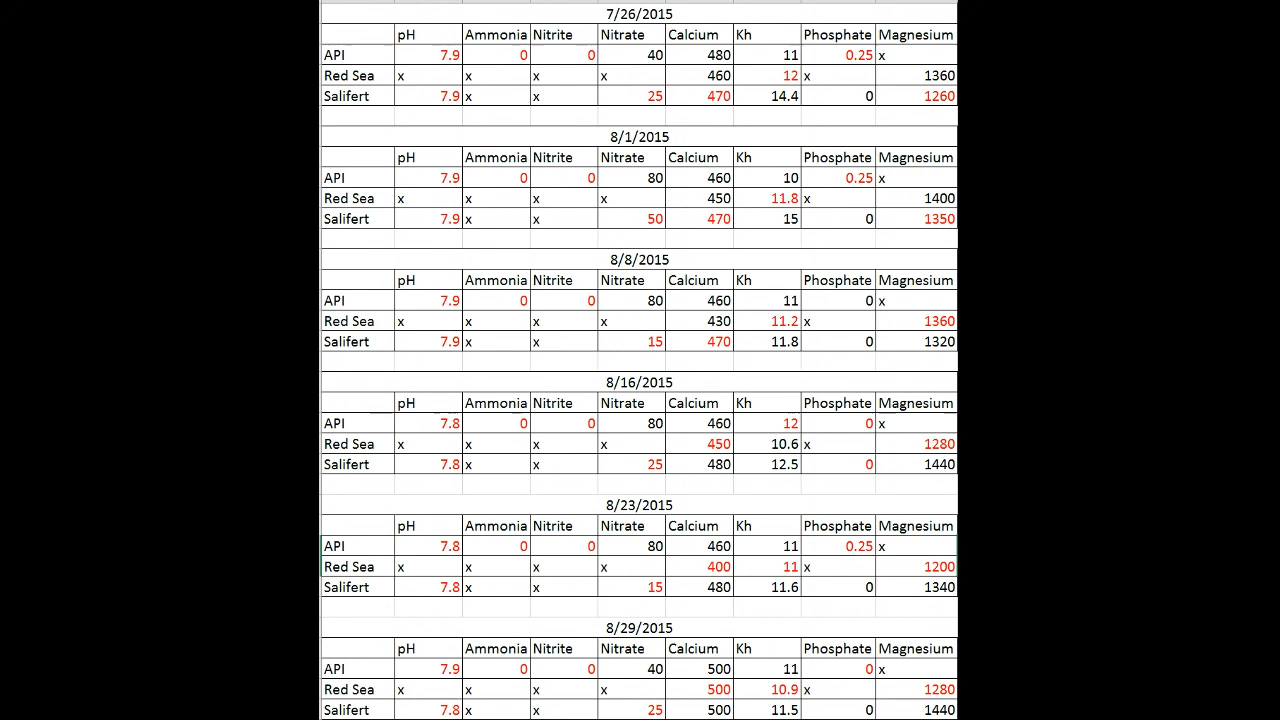 7/26/2015
pH Ammonia Nitrite Nitrate Calcium Kh Phosphate Magnesium
API 7.9 0 0 40 480 11 0.25 x
Red Sea x x x x 460 12 x 1360
Salifert 7.9 x x 25 470 14.4 0 1260
8/1/2015
pH Ammonia Nitrite Nitrate Calcium Kh Phosphate Magnesium
API 7.9 0 0 80 460 10 0.25 x
Red Sea x x x x 450 11.8 x 1400
Salifert 7.9 x x 50 470 15 0 1350
8/8/2015
pH Ammonia Nitrite Nitrate Calcium Kh Phosphate Magnesium
API 7.9 0 0 80 460 11 0 x
Red Sea x x x x 430 11.2 x 1360
Salifert 7.9 x x 15 470 11.8 0 1320
8/16/2015
pH Ammonia Nitrite Nitrate Calcium Kh Phosphate Magnesium
API 7.8 0 0 80 460 12 0 x
Red Sea x x x x 450 10.6 x 1280
Salifert 7.8 x x 25 480 12.5 0 1440
8/23/2015
pH Ammonia Nitrite Nitrate Calcium Kh Phosphate Magnesium
API 7.8 0 0 80 460 11 0.25 x
Red Sea x x x x 400 11 x 1200
Salifert 7.8 x x 15 480 11.6 0 1340
8/29/2015
pH Ammonia Nitrite Nitrate Calcium Kh Phosphate Magnesium
API 7.9 0 0 40 500 11 0 x
Red Sea x x x x 500 10.9 x 1280
Salifert 7.8 x x 25 500 11.5 0 1440